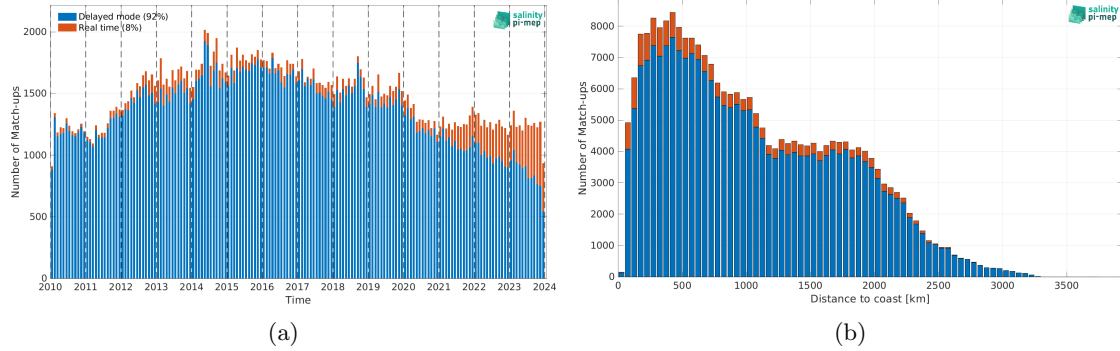 Delayed mode (92%)
Real time (8%)
salinity
pi-mep
Number of Match-ups
2000
1500
1000
500
0
2010 2011 2012 2013 2014 2015 2016 2017 2018 2019 2020 2021 2022 2023 2024
Time
(a)
salinity
pi-mep
Number of Match-ups
8000
7000
6000
5000
4000
3000
2000
1000
0
0 500 1000 1500 2000 2500 3000 3500
Distance to coast [km]
(b)